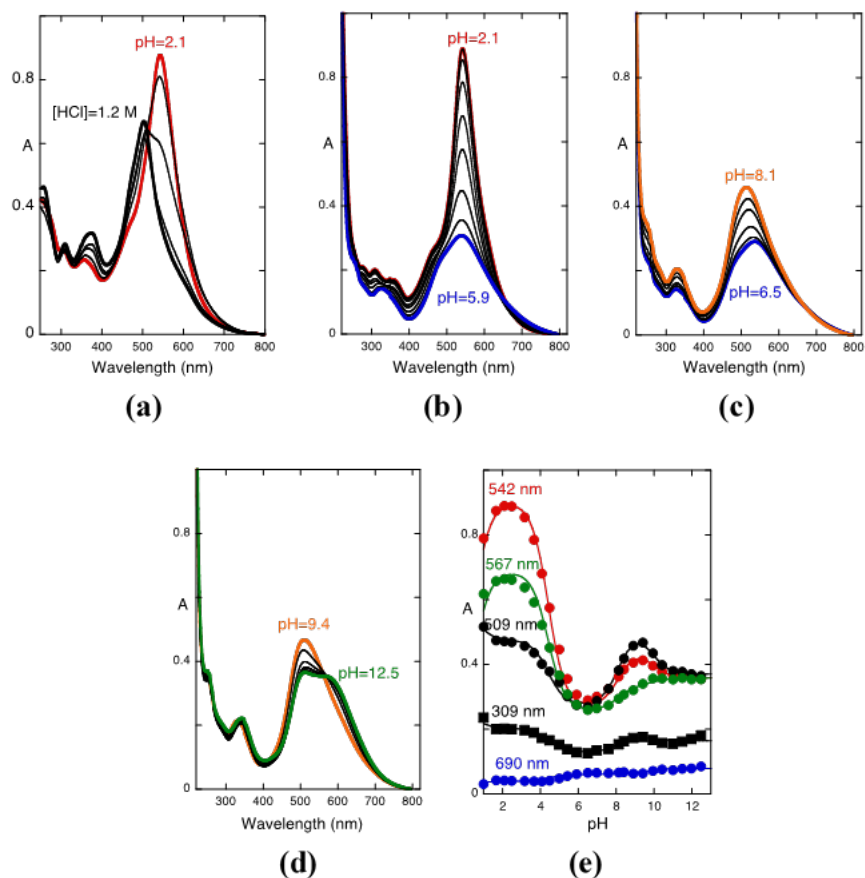 pH=2.1
[HCl]=1.2 M
0.8
A
0.4
0
300 400 500 600 700 800
Wavelength (nm)
(a)
pH=2.1
0.8
A
0.4
pH=5.9
0
300 400 500 600 700 800
Wavelength (nm)
(b)
0.8
A
pH=8.1
0.4
pH=6.5
0
300 400 500 600 700 800
Wavelength (nm)
(c)
0.8
A
pH=9.4
0.4
pH=12.5
0
300 400 500 600 700 800
Wavelength (nm)
(d)
542 nm
0.8
567 nm
A
509 nm
0.4
309 nm
690 nm
0
2 4 6 8 10 12
pH
(e)